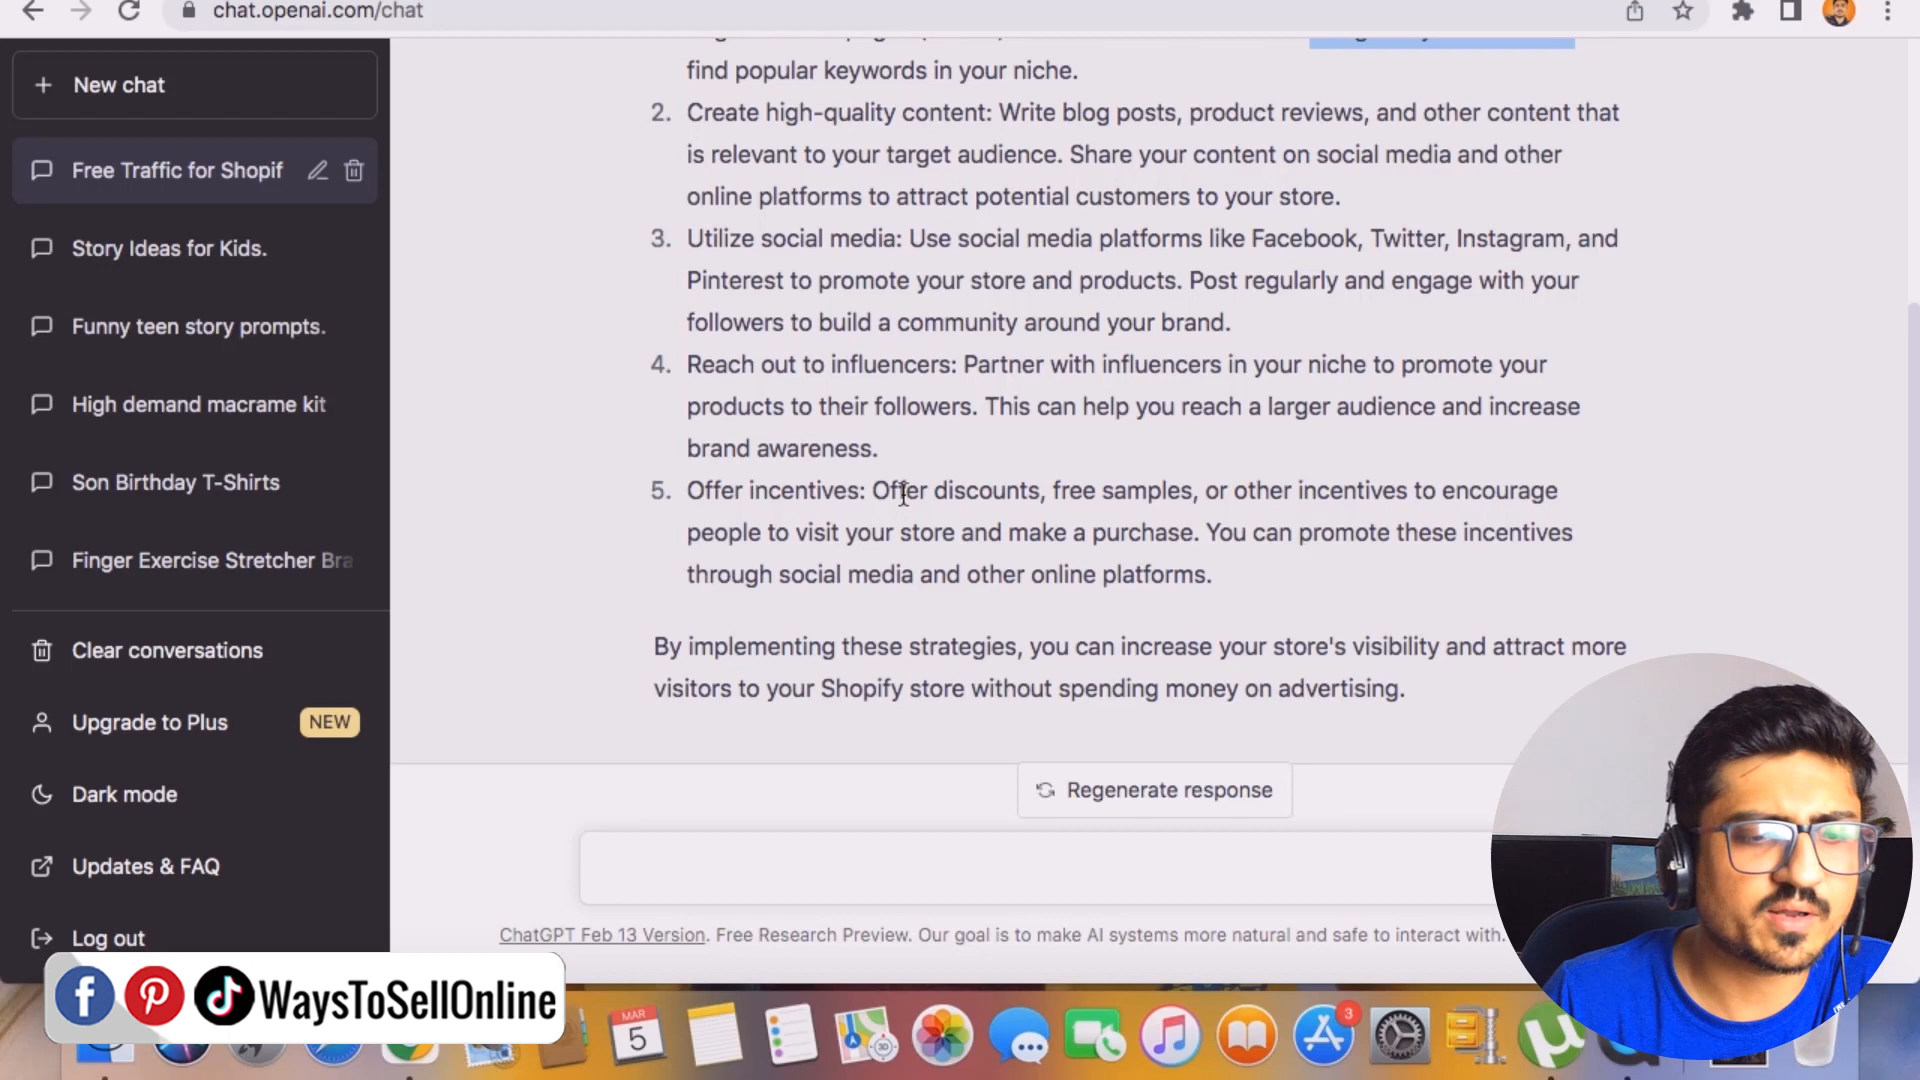 chat.openai.com/chat
New chat
Free Traffic for Shopif
Story Ideas for Kids.
Funny teen story prompts.
High demand macrame kit
Son Birthday T-Shirts
Finger Exercise Stretcher Bra
Clear conversations
Upgrade to Plus NEW
Dark mode
Updates & FAQ
Log out
find popular keywords in your niche.
2. Create high-quality content: Write blog posts, product reviews, and other content that
is relevant to your target audience. Share your content on social media and other
online platforms to attract potential customers to your store.
3. Utilize social media: Use social media platforms like Facebook, Twitter, Instagram, and
Pinterest to promote your store and products. Post regularly and engage with your
followers to build a community around your brand.
4. Reach out to influencers: Partner with influencers in your niche to promote your
products to their followers. This can help you reach a larger audience and increase
brand awareness.
5. Offer incentives: Offer discounts, free samples, or other incentives to encourage
people to visit your store and make a purchase. You can promote these incentives
through social media and other online platforms.
By implementing these strategies, you can increase your store's visibility and attract more
visitors to your Shopify store without spending money on advertising.
Regenerate response
ChatGPT Feb 13 Version. Free Research Preview. Our goal is to make AI systems more natural and safe to interact with.
WaysToSellOnline
MAR
5
3D
3